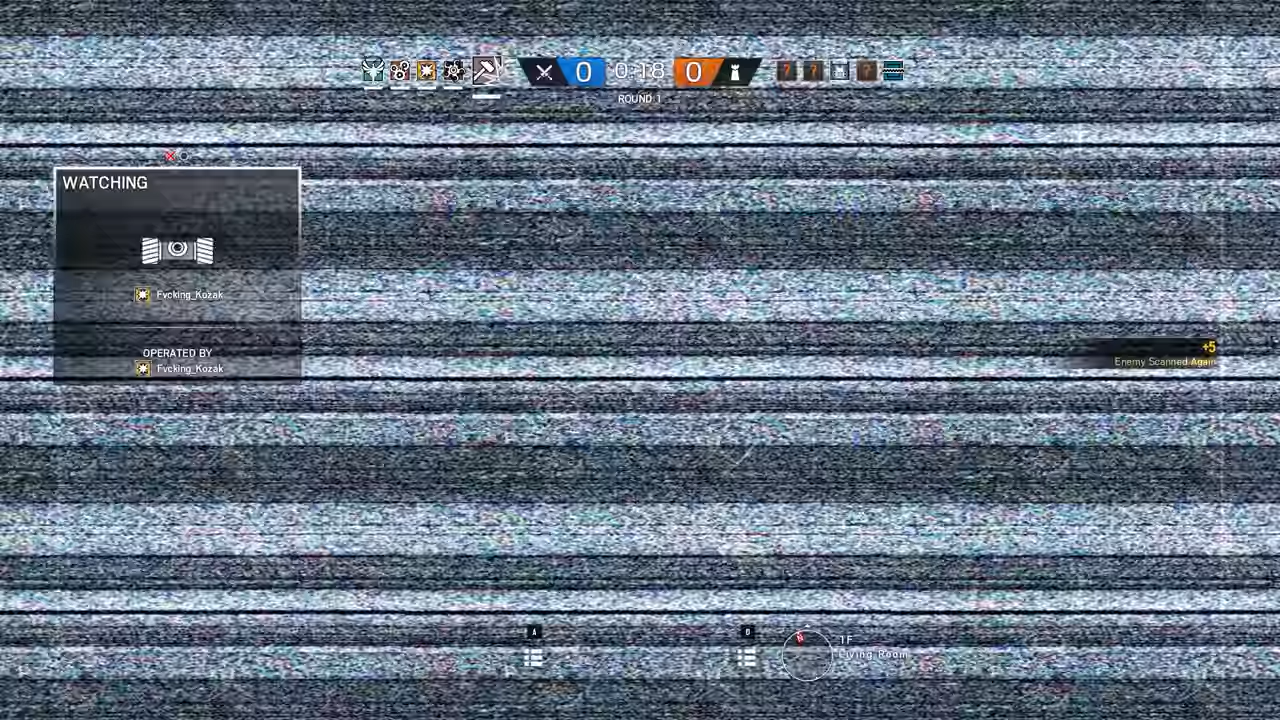 0 0:18 0
ROUND 1
? ? ?
WATCHING
Fvcking_Kozak
OPERATED BY
Fvcking_Kozak
+5
Enemy Scanned Again
A D
N 1F
Living Room